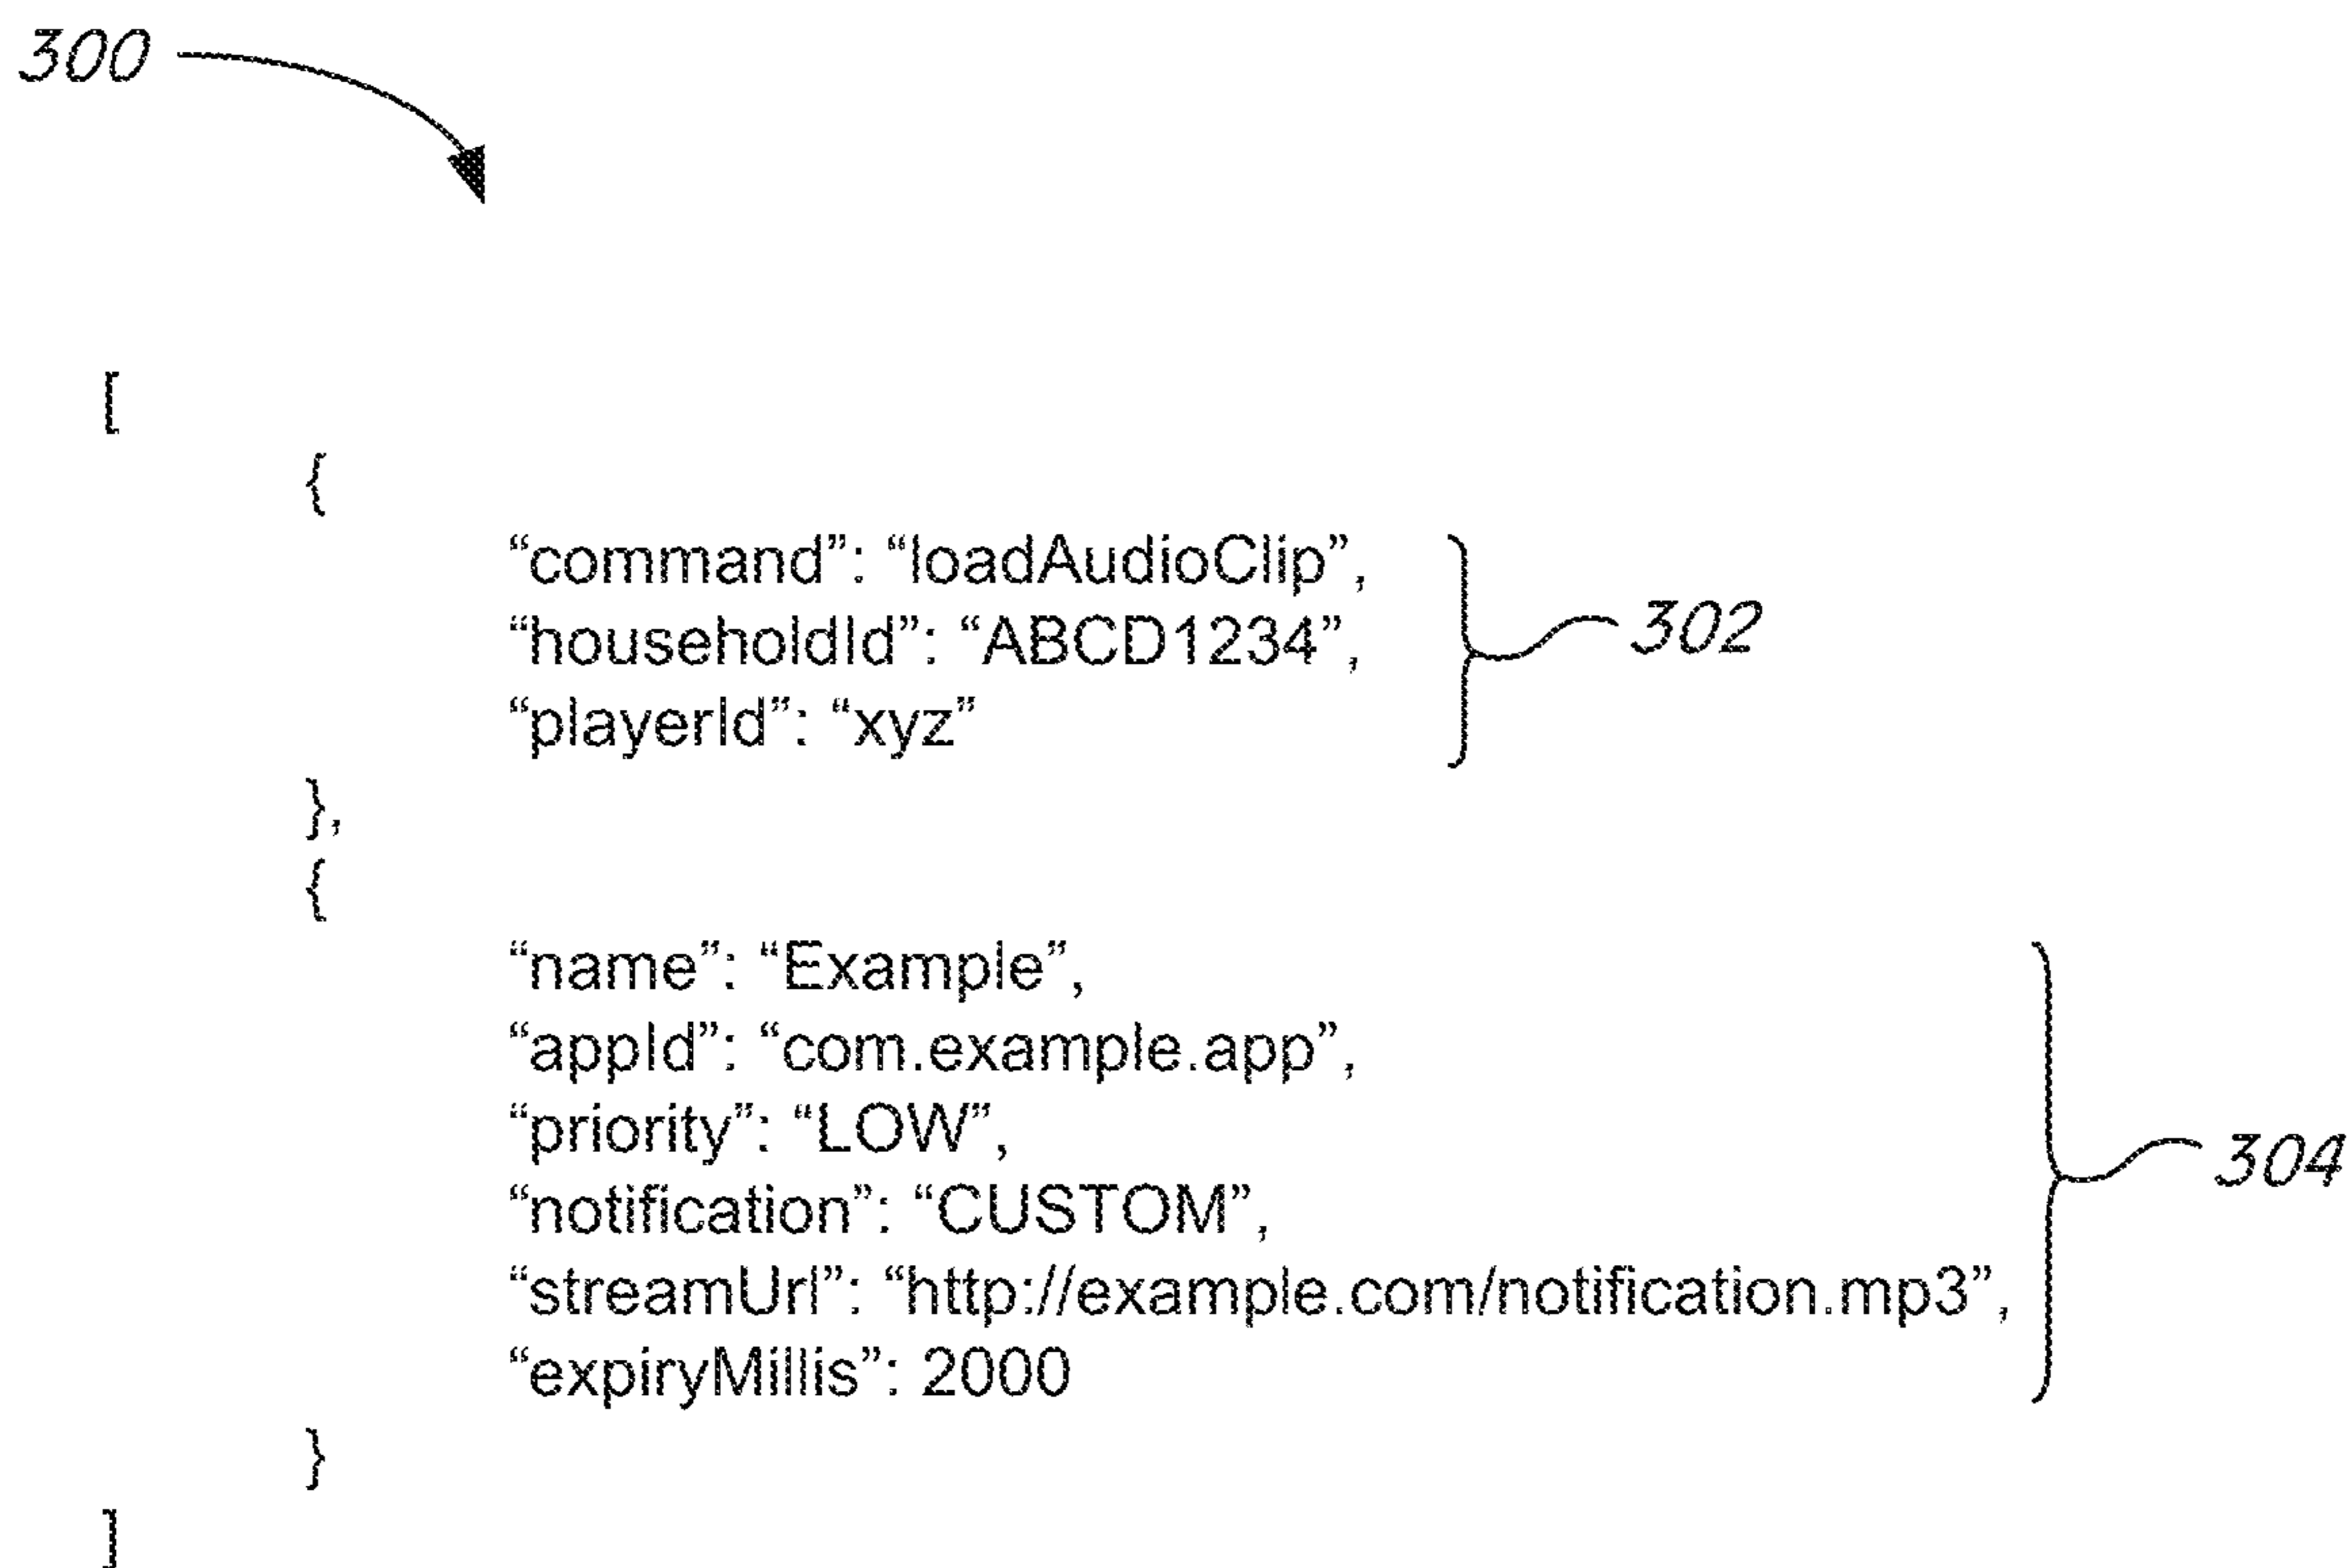 300
[
{
“command”: “loadAudioClip”,
“householdId”: “ABCD1234”,
“playerId”: “xyz”
302
},
{
“name”: “Example”,
“appId”: “com.example.app”,
“priority”: “LOW”,
“notification”: “CUSTOM”,
“streamUrl”: “http://example.com/notification.mp3”,
“expiryMillis”: 2000
304
}
]